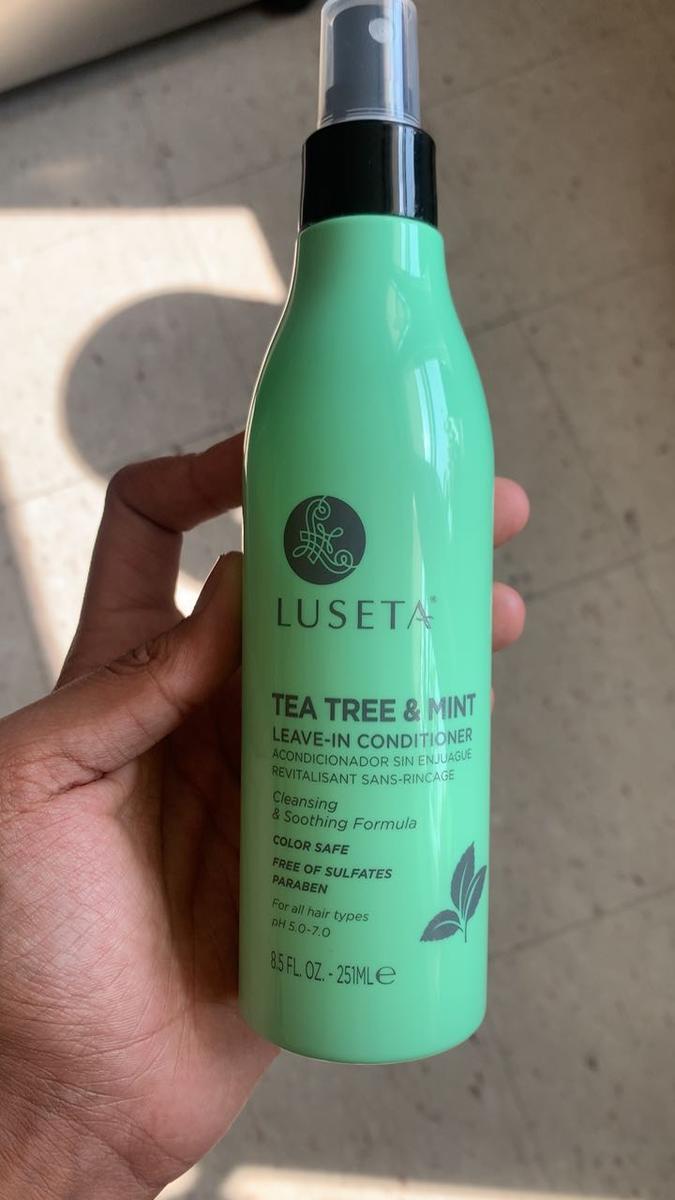 LUSETA®
TEA TREE & MINT
LEAVE-IN CONDITIONER
ACONDICIONADOR SIN ENJUAGUE
REVITALISANT SANS-RINCAGE
Cleansing
& Soothing Formula
COLOR SAFE
FREE OF SULFATES
PARABEN
For all hair types
pH 5.0-7.0
8.5 FL. OZ. - 251ML℮